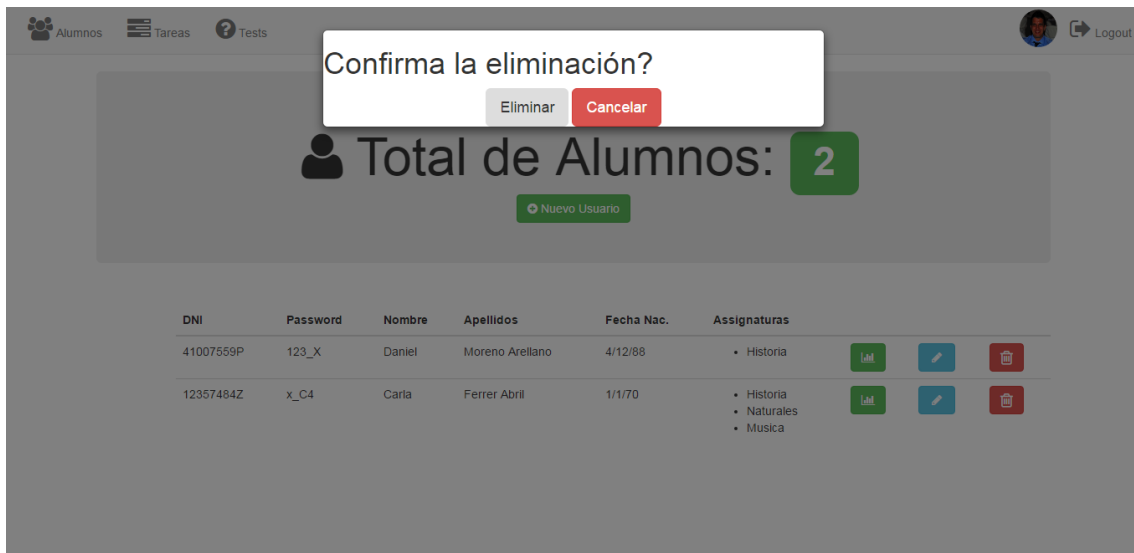 Alumnos Tareas Tests Logout
Confirma la eliminación?
Eliminar Cancelar
Total de Alumnos: 2
Nuevo Usuario
DNI Password Nombre Apellidos Fecha Nac. Assignaturas
41007559P 123_X Daniel Moreno Arellano 4/12/88 • Historia
12357484Z x_C4 Carla Ferrer Abril 1/1/70 • Historia
• Naturales
• Musica